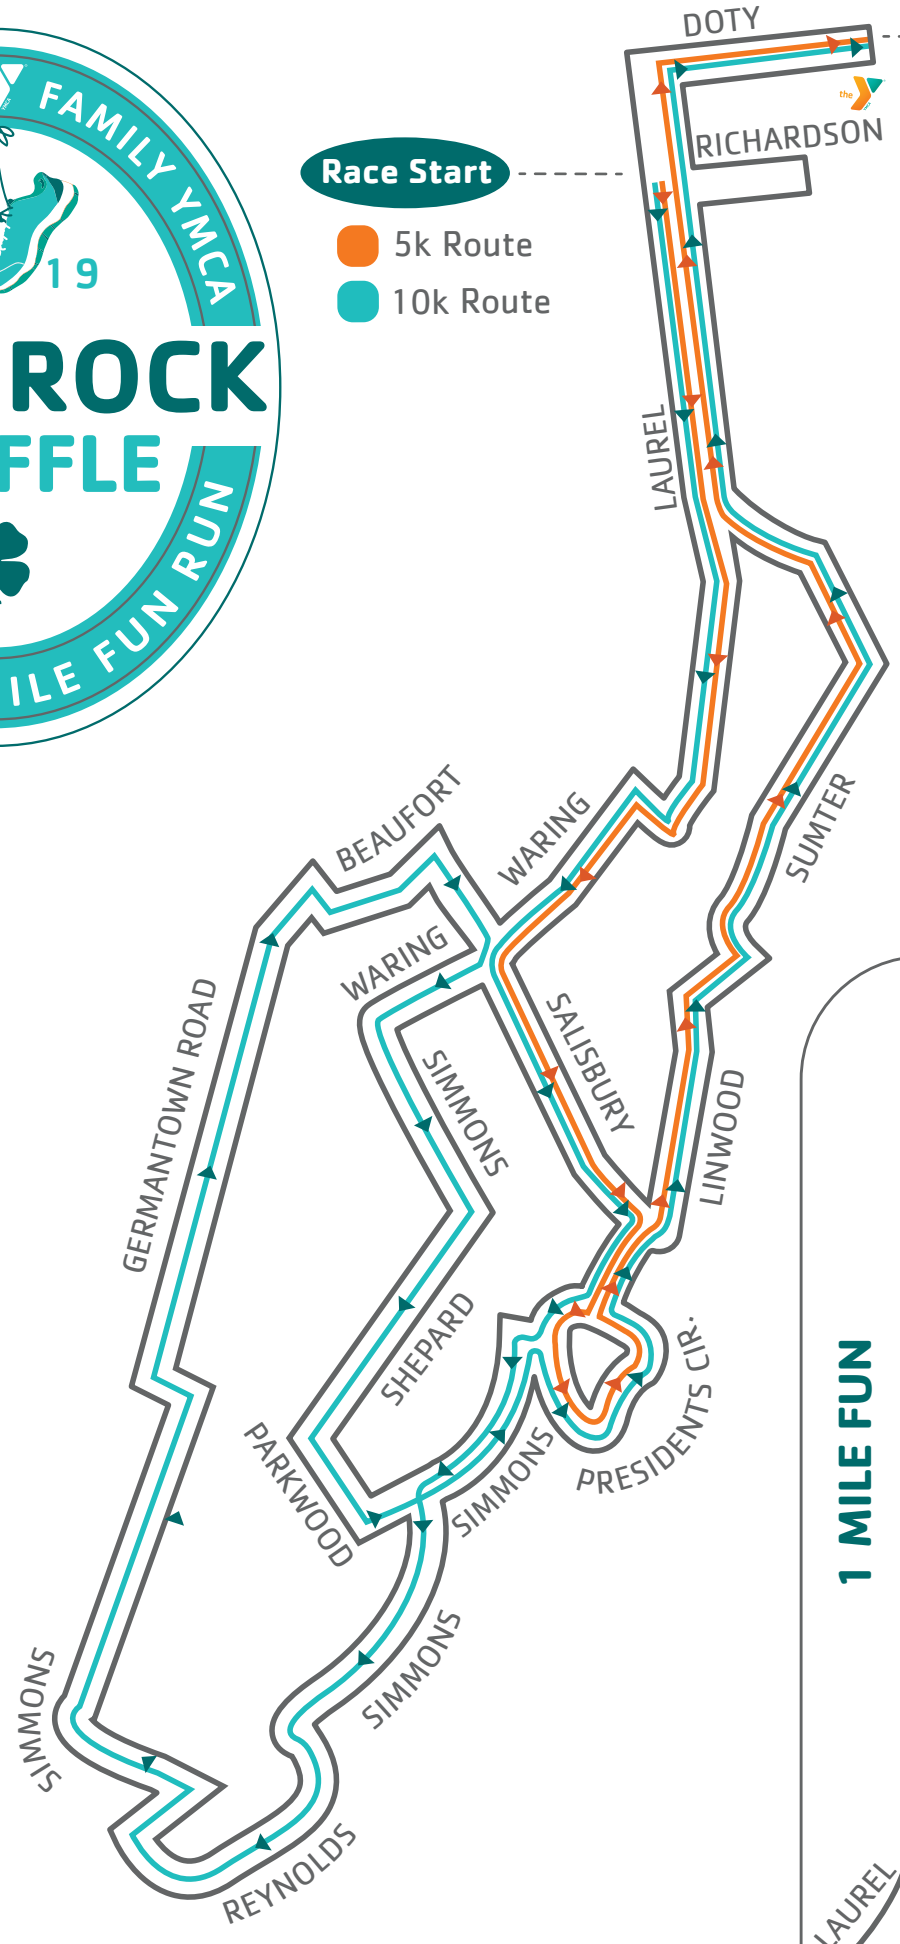 DOTY
the
RICHARDSON
FAMILY YMCA
19
ROCK
FFLE
ILE FUN RUN
Race Start
5k Route
10k Route
LAUREL
BEAUFORT
WARING
SUMTER
WARING
SALISBURY
GERMANTOWN ROAD
SIMMONS
LINWOOD
SHEPARD
PRESIDENTS CIR.
PARKWOOD
SIMMONS
1 MILE FUN
SIMMONS
SIMMONS
REYNOLDS
LAUREL